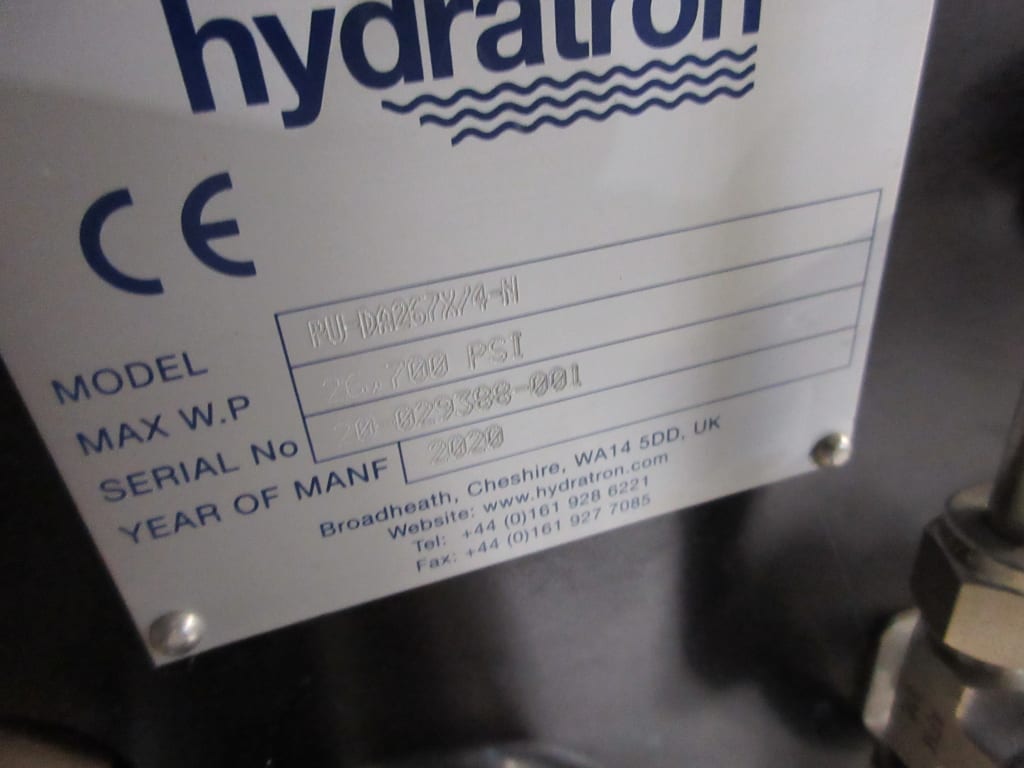 hydratron
CE
MODEL PU-DA267X/4-N
MAX W.P 26,700 PSI
SERIAL No 20-029388-001
YEAR OF MANF 2020
Broadheath, Cheshire, WA14 5DD, UK
Website: www.hydratron.com
Tel: +44 (0)161 928 6221
Fax: +44 (0)161 927 7085